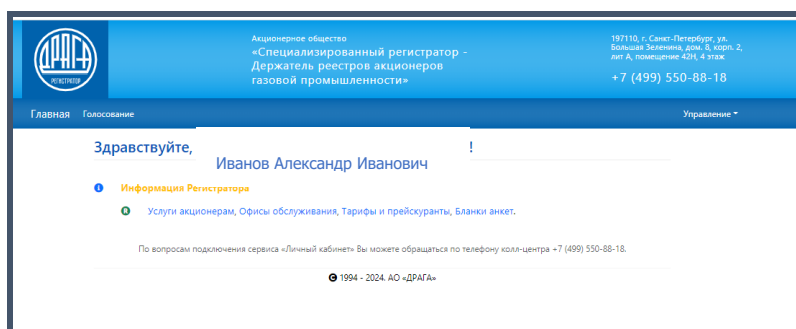 ДРАГА
РЕГИСТРАТОР
Акционерное общество
«Специализированный регистратор -
Держатель реестров акционеров
газовой промышленности»
197110, г. Санкт-Петербург, ул.
Большая Зеленина, дом. 8, корп. 2,
лит А, помещение 42Н, 4 этаж
+7 (499) 550-88-18
Главная Голосование Управление
Здравствуйте, Иванов Александр Иванович !
Информация Регистратора
Услуги акционерам, Офисы обслуживания, Тарифы и прейскуранты, Бланки анкет.
По вопросам подключения сервиса «Личный кабинет» Вы можете обращаться по телефону колл-центра +7 (499) 550-88-18.
1994 - 2024. АО «ДРАГА»